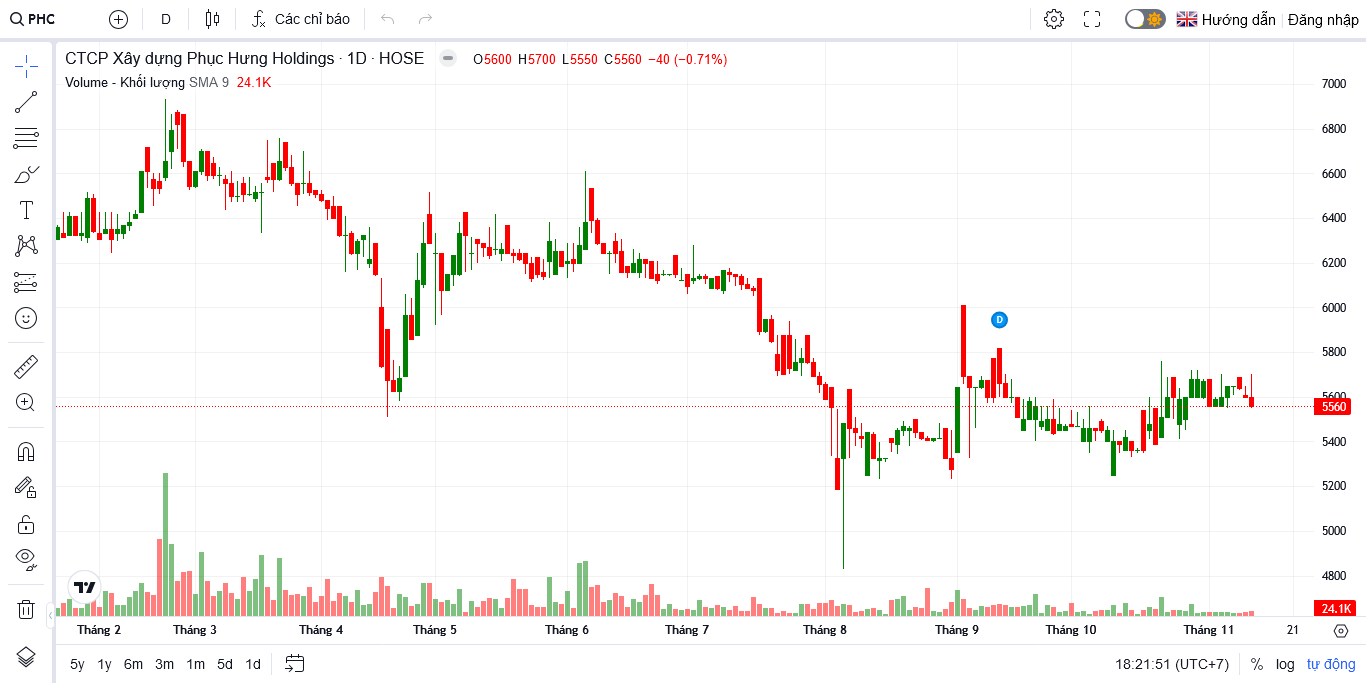 PHC D Các chỉ báo Hướng dẫn Đăng nhập
CTCP Xây dựng Phục Hưng Holdings · 1D · HOSE O5600 H5700 L5550 C5560 −40 (−0.71%)
Volume - Khối lượng SMA 9 24.1K
7000
6800
6600
6400
6200
6000
D
5800
5600
5560
5400
5200
5000
4800
24.1K
Tháng 2 Tháng 3 Tháng 4 Tháng 5 Tháng 6 Tháng 7 Tháng 8 Tháng 9 Tháng 10 Tháng 11 21
5y 1y 6m 3m 1m 5d 1d 18:21:51 (UTC+7) % log tự động